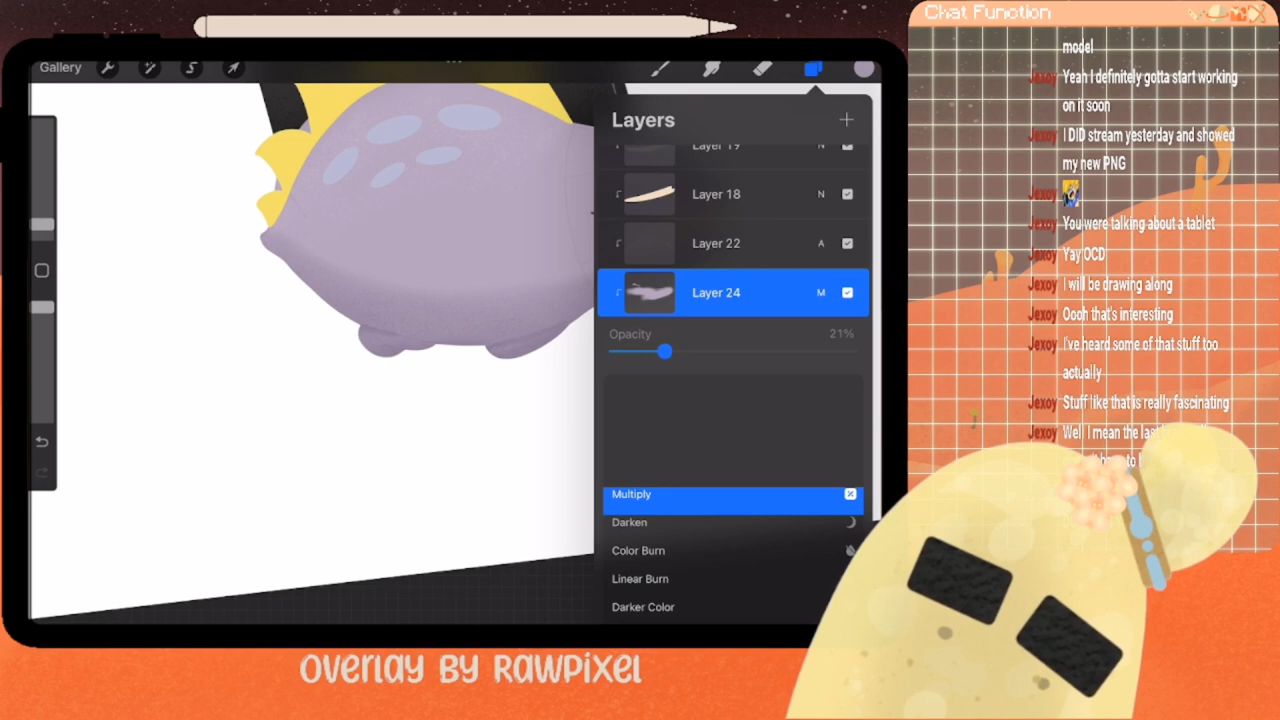 Chat Function
Gallery
model
Jexoy Yeah I definitely gotta start working
on it soon
Jexoy I DID stream yesterday and showed
my new PNG
Jexoy
Jexoy You were talking about a tablet
Jexoy Yay OCD
Jexoy I will be drawing along
Jexoy Oooh that's interesting
Jexoy I've heard some of that stuff too
actually
Jexoy Stuff like that is really fascinating
Jexoy Well I mean the
to
Layers
Layer 19 N
Layer 18 N
Layer 22 A
Layer 24 M
Opacity 21%
Multiply
Darken
Color Burn
Linear Burn
Darker Color
OVERLAY BY RAWPIXEL